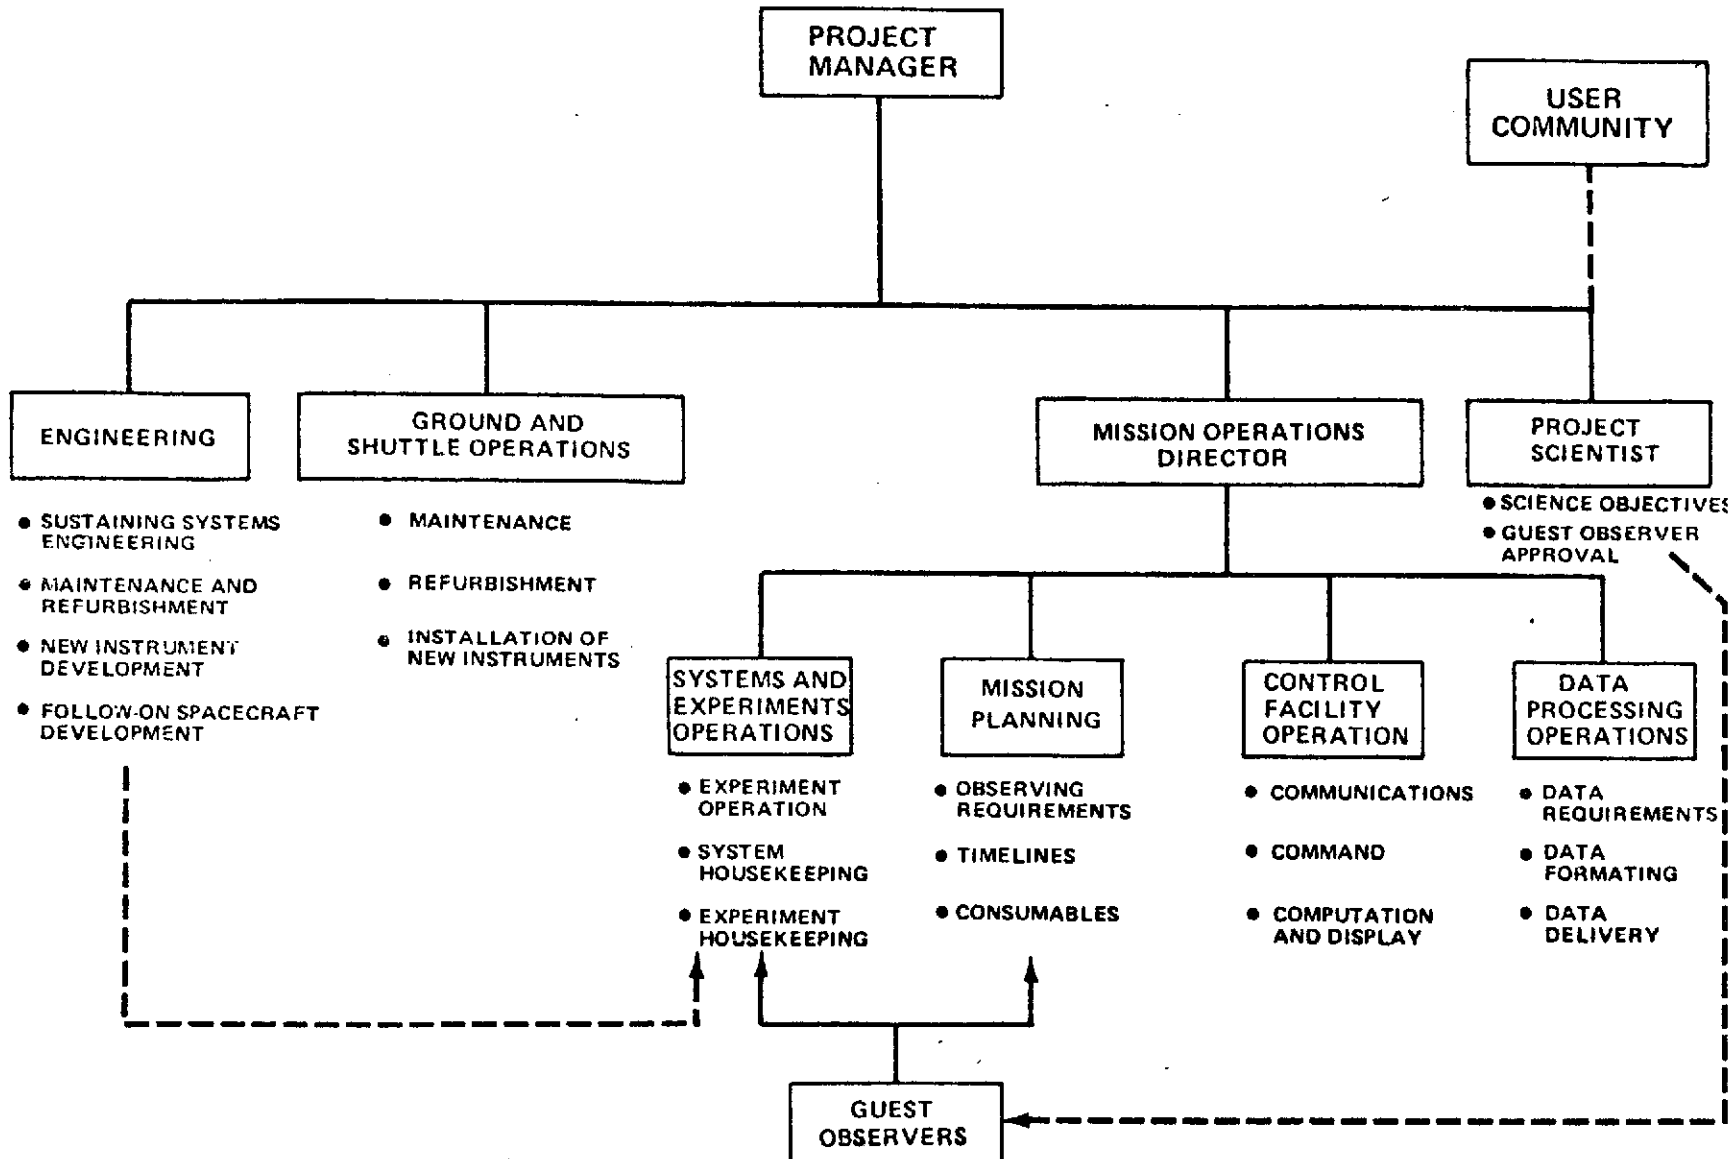 PROJECT
MANAGER
USER
COMMUNITY
ENGINEERING
● SUSTAINING SYSTEMS
ENGINEERING
● MAINTENANCE AND
REFURBISHMENT
● NEW INSTRUMENT
DEVELOPMENT
● FOLLOW-ON SPACECRAFT
DEVELOPMENT
GROUND AND
SHUTTLE OPERATIONS
● MAINTENANCE
● REFURBISHMENT
● INSTALLATION OF
NEW INSTRUMENTS
MISSION OPERATIONS
DIRECTOR
PROJECT
SCIENTIST
● SCIENCE OBJECTIVES
● GUEST OBSERVER
APPROVAL
SYSTEMS AND
EXPERIMENTS
OPERATIONS
● EXPERIMENT
OPERATION
● SYSTEM
HOUSEKEEPING
● EXPERIMENT
HOUSEKEEPING
MISSION
PLANNING
● OBSERVING
REQUIREMENTS
● TIMELINES
● CONSUMABLES
CONTROL
FACILITY
OPERATION
● COMMUNICATIONS
● COMMAND
● COMPUTATION
AND DISPLAY
DATA
PROCESSING
OPERATIONS
● DATA
REQUIREMENTS
● DATA
FORMATING
● DATA
DELIVERY
GUEST
OBSERVERS